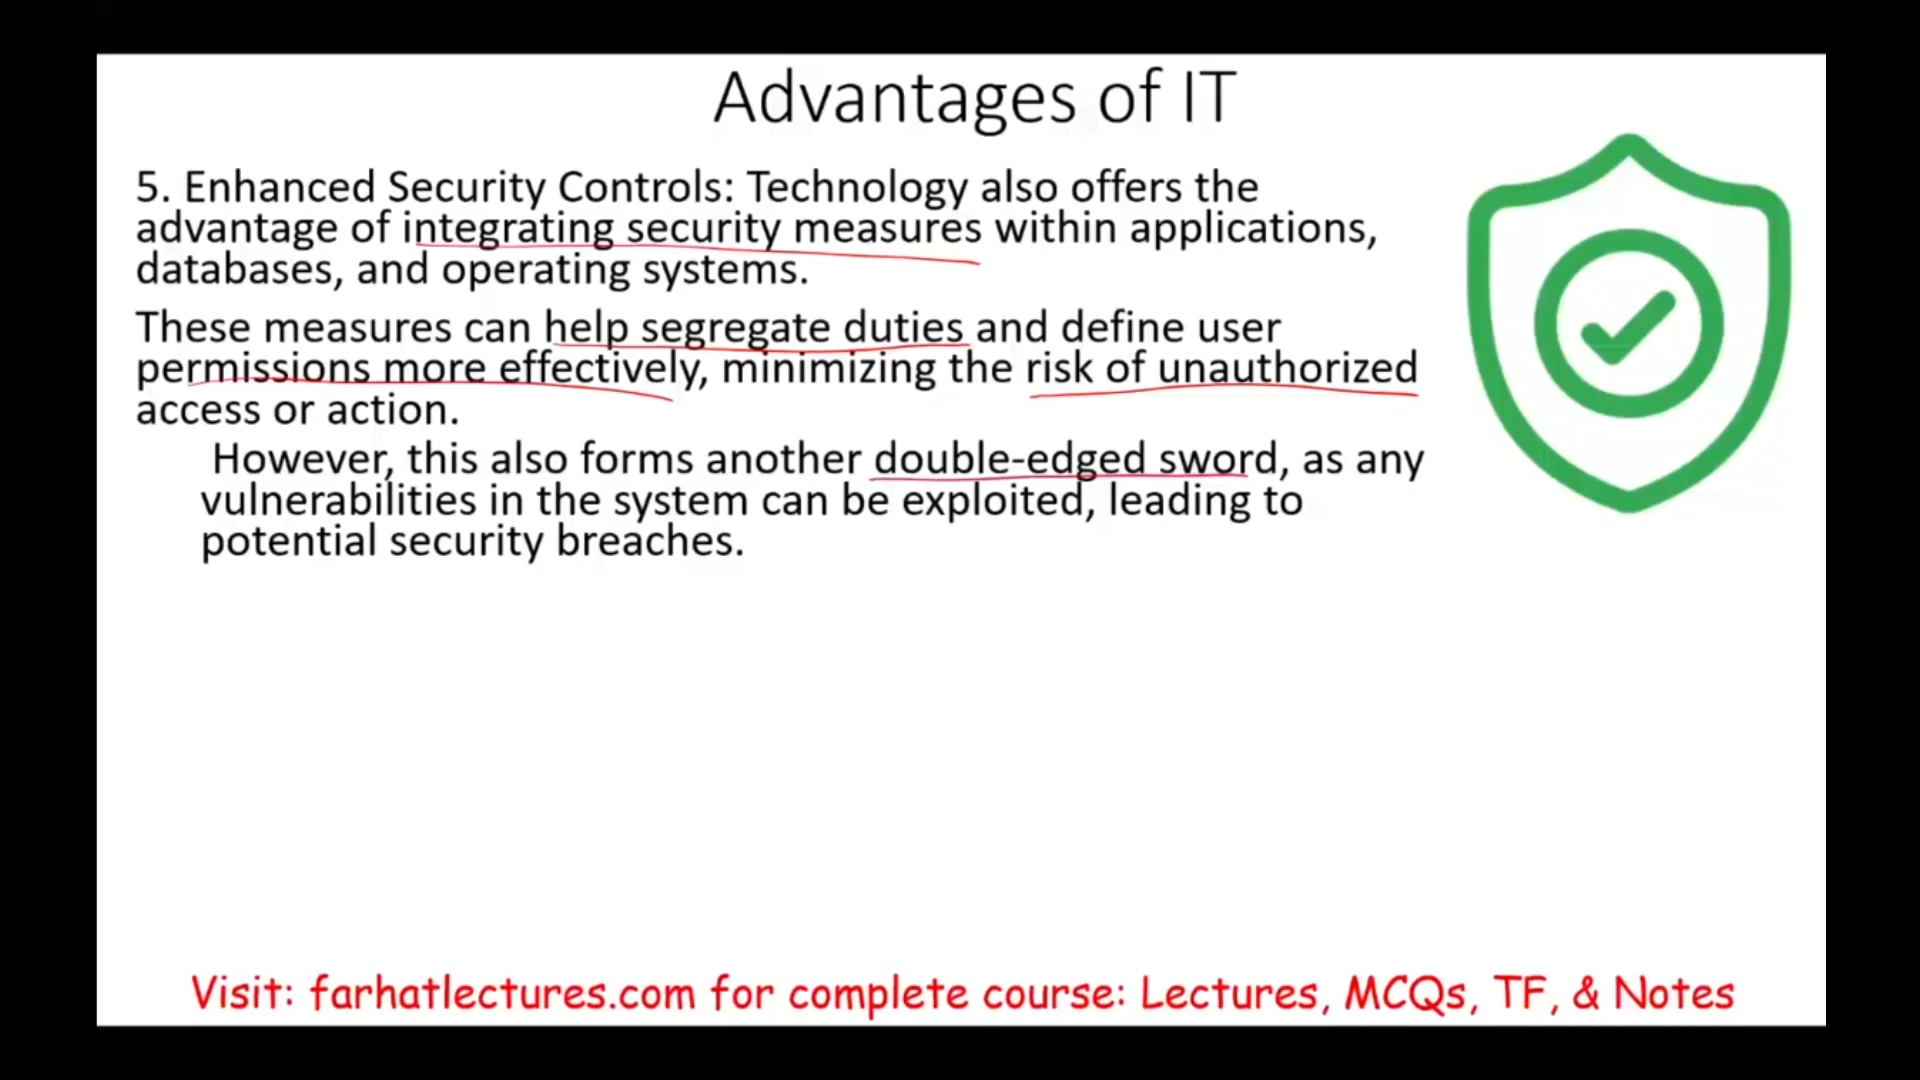 Advantages of IT
5. Enhanced Security Controls: Technology also offers the
advantage of integrating security measures within applications,
databases, and operating systems.
These measures can help segregate duties and define user
permissions more effectively, minimizing the risk of unauthorized
access or action.
However, this also forms another double-edged sword, as any
vulnerabilities in the system can be exploited, leading to
potential security breaches.
Visit: farhatlectures.com for complete course: Lectures, MCQs, TF, & Notes